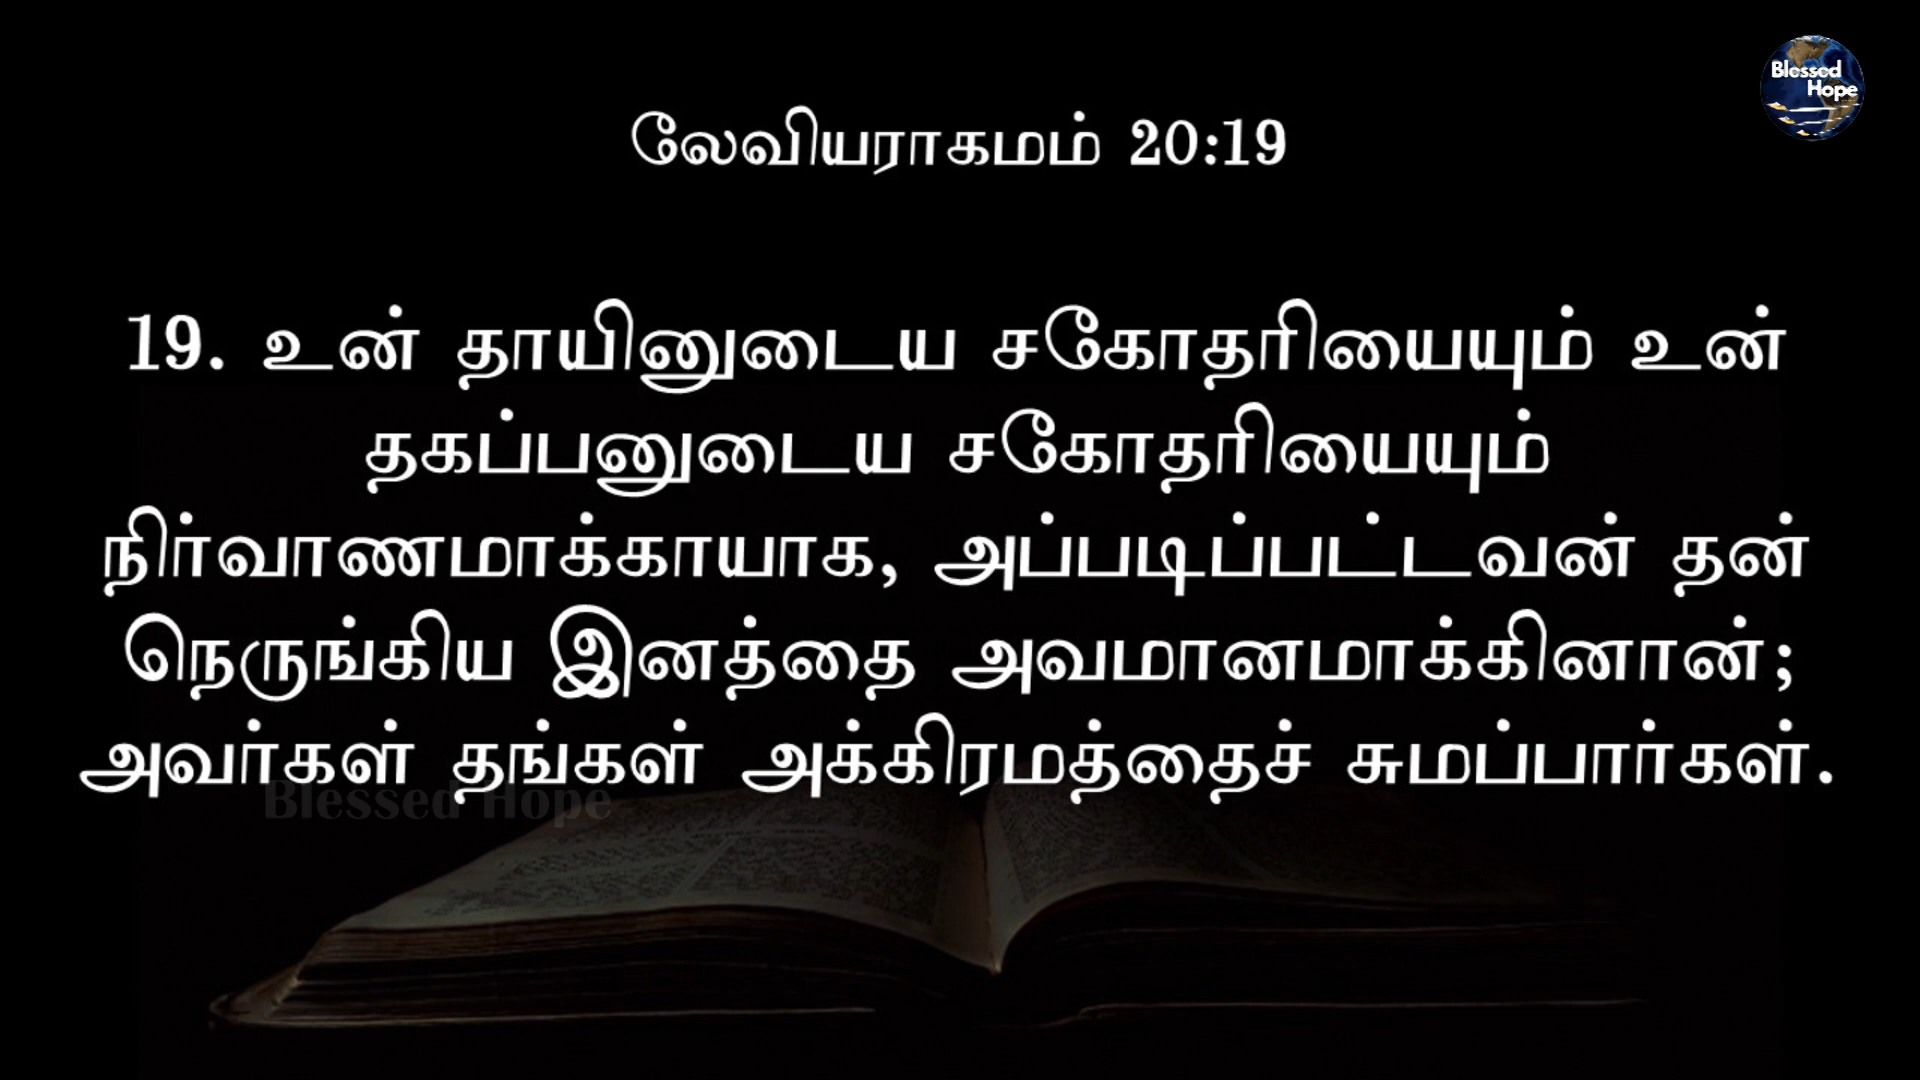 Blessed
Hope
லேவியராகமம் 20:19
19. உன் தாயினுடைய சகோதரியையும் உன்
தகப்பனுடைய சகோதரியையும்
நிர்வாணமாக்காயாக, அப்படிப்பட்டவன் தன்
நெருங்கிய இனத்தை அவமானமாக்கினான்;
அவர்கள் தங்கள் அக்கிரமத்தைச் சுமப்பார்கள்.
Blessed Hope